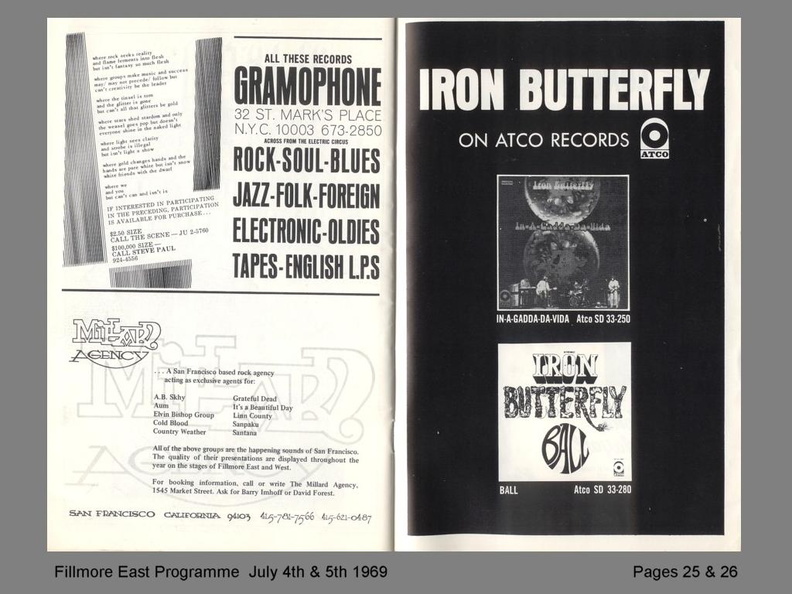 where rock seeks reality
and flame foments into flesh
but isn't fantasy so much flesh
where groups make music and success
may/ may not precede/ follow but
can't creativity be the leader
where the tinsel is now
and the glitter is gone
but can't all that glitters be gold
where stars shed stardom and only
the weasel goes pop but doesn't
everyone shine in the naked light
where light seeks clarity
and strobe is illegal
but isn't light a show
where gold changes hands and the
hands are pure white but isn't snow
white friends with the dwarf
where we
and you
but can't can and isn't is
IF INTERESTED IN PARTICIPATING
IN THE PRECEDING, PARTICIPATION
IS AVAILABLE FOR PURCHASE...
$2.50 SIZE
CALL THE SCENE — JU 2-5760
$100,000 SIZE —
CALL STEVE PAUL
924-4556
ALL THESE RECORDS
GRAMOPHONE
32 ST. MARK'S PLACE
N.Y.C. 10003 673-2850
ACROSS FROM THE ELECTRIC CIRCUS
ROCK-SOUL-BLUES
JAZZ-FOLK-FOREIGN
ELECTRONIC-OLDIES
TAPES-ENGLISH L.P.S
MILLARD
AGENCY
. . . A San Francisco based rock agency
acting as exclusive agents for:
A.B. Skhy
Aum
Elvin Bishop Group
Cold Blood
Country Weather
Grateful Dead
It's a Beautiful Day
Linn County
Sanpaku
Santana
All of the above groups are the happening sounds of San Francisco.
The quality of their presentations are displayed throughout the
year on the stages of Fillmore East and West.
For booking information, call or write The Millard Agency,
1545 Market Street. Ask for Barry Imhoff or David Forest.
SAN FRANCISCO CALIFORNIA 94103 415-781-7566 415-621-0487
IRON BUTTERFLY
ON ATCO RECORDS
ATCO
Iron Butterfly
In-A-Gadda-Da-Vida
IN-A-GADDA-DA-VIDA Atco SD 33-250
IRON
BUTTERFLY
BALL
BALL Atco SD 33-280
Fillmore East Programme July 4th & 5th 1969
Pages 25 & 26